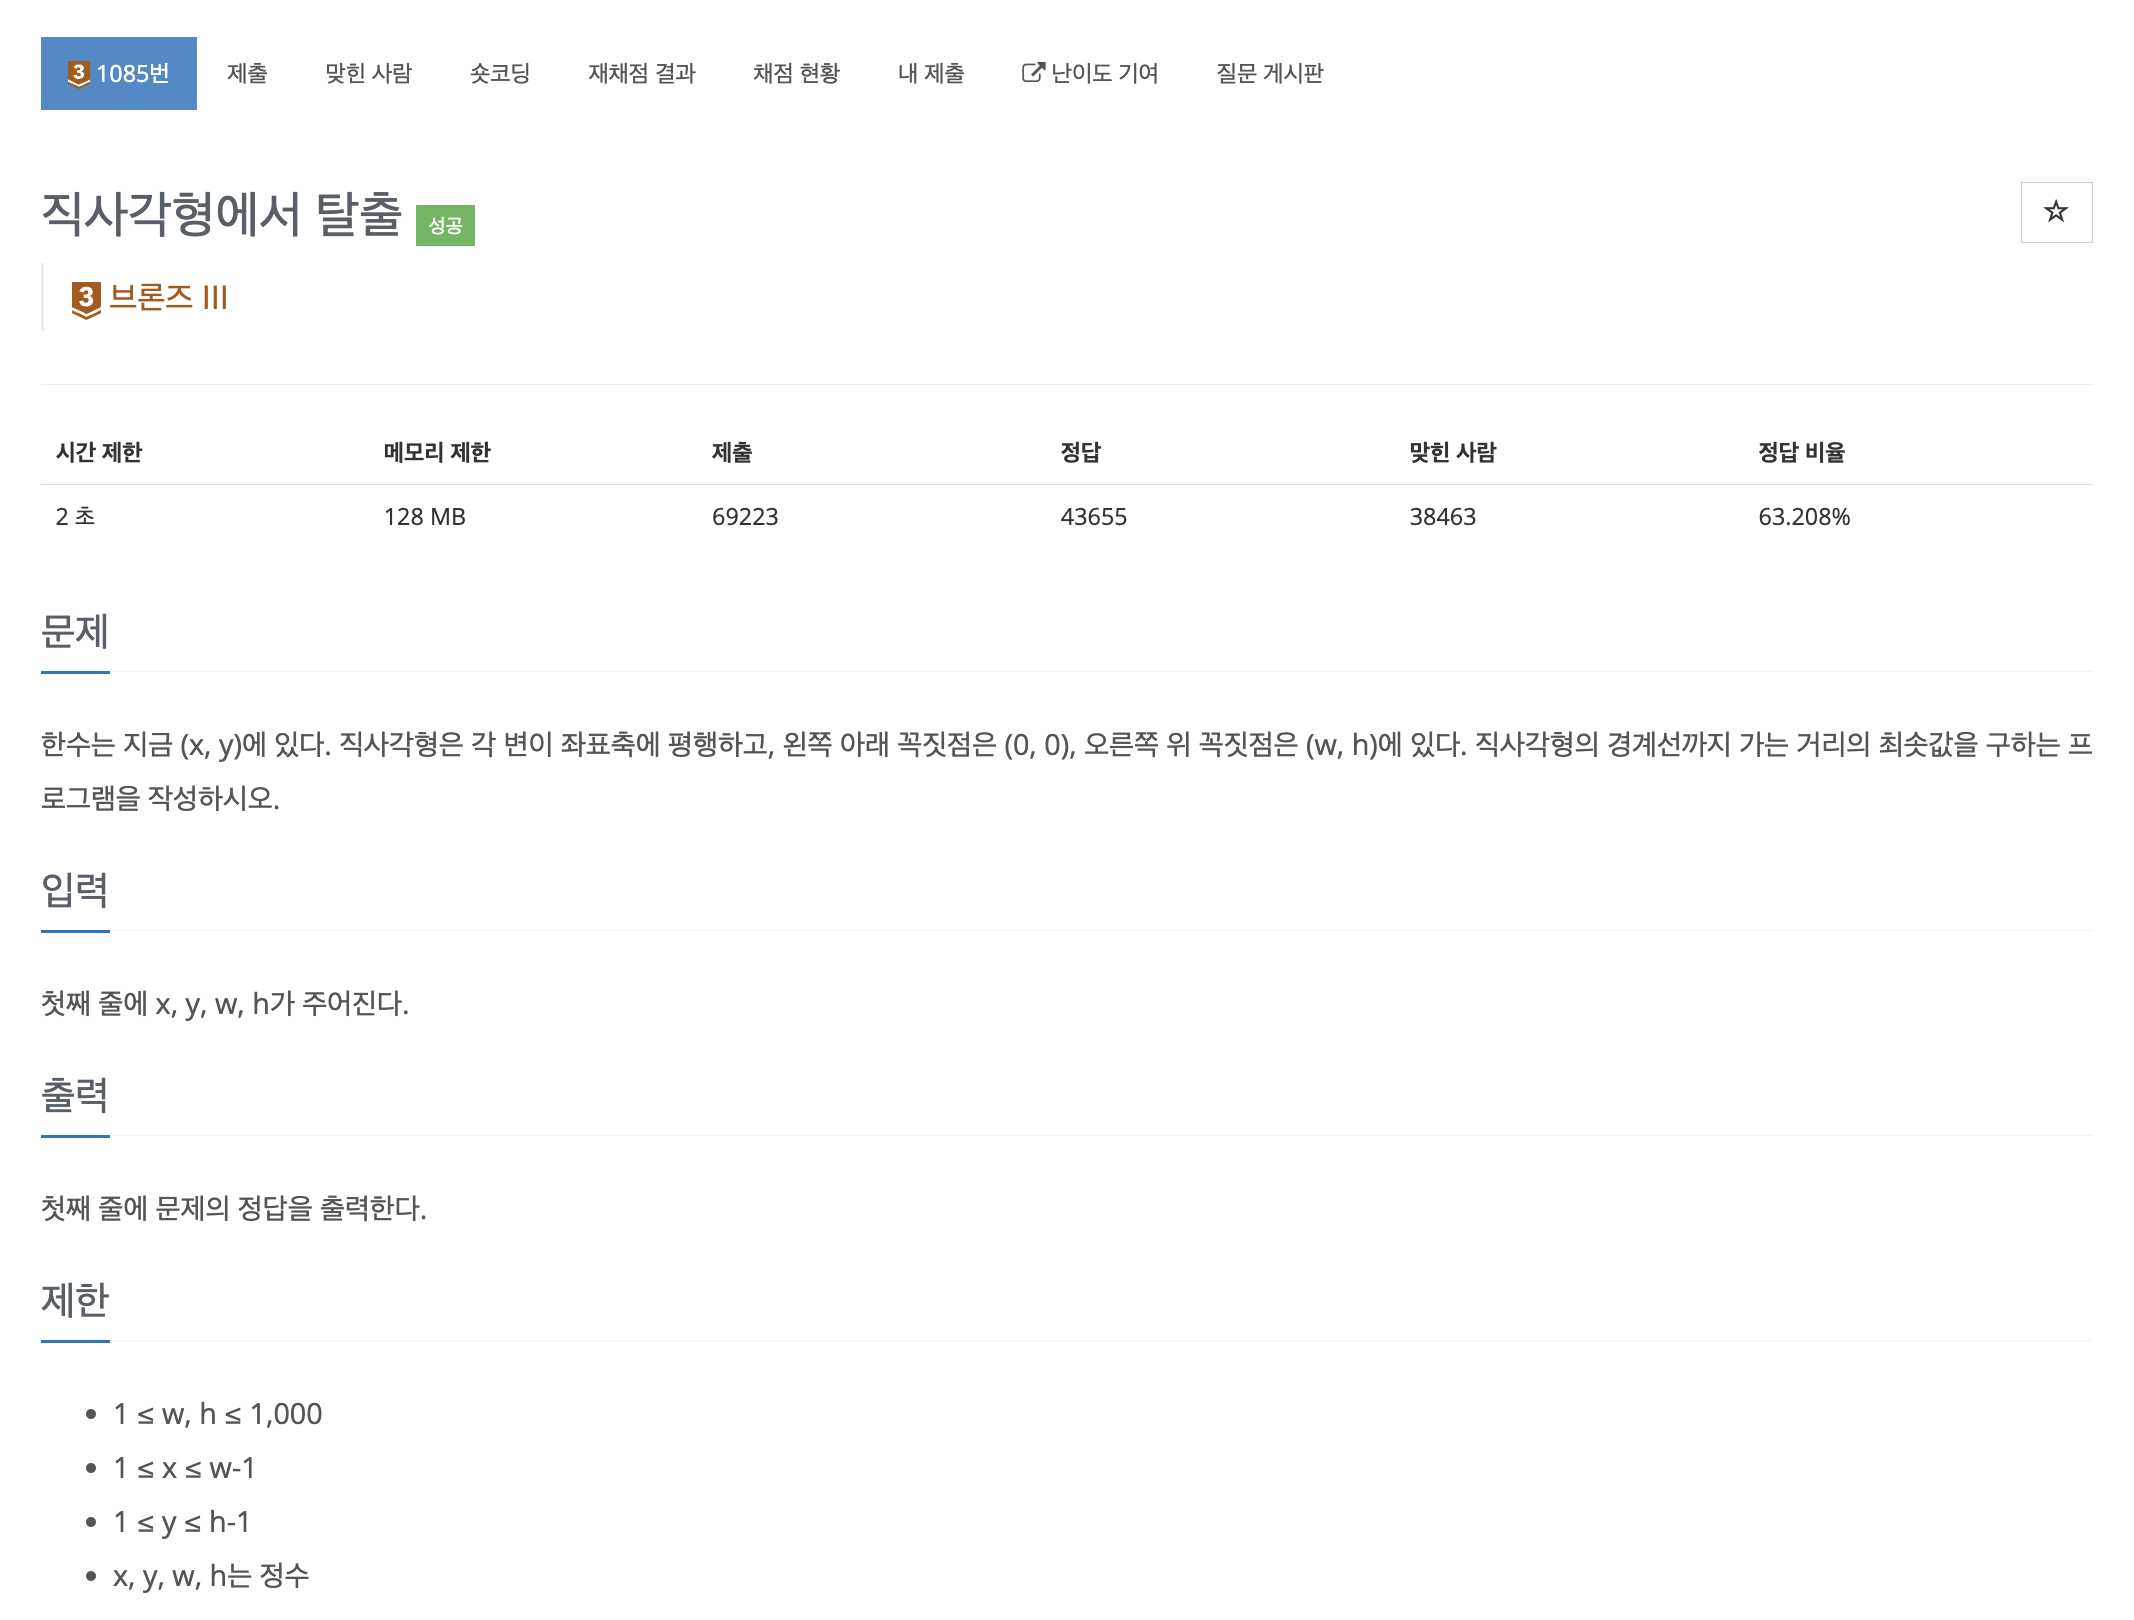 3 1085번 제출 맞힌 사람 숏코딩 재채점 결과 채점 현황 내 제출 난이도 기여 질문 게시판
직사각형에서 탈출 성공
3 브론즈 III
시간 제한 메모리 제한 제출 정답 맞힌 사람 정답 비율
2 초 128 MB 69223 43655 38463 63.208%
문제
한수는 지금 (x, y)에 있다. 직사각형은 각 변이 좌표축에 평행하고, 왼쪽 아래 꼭짓점은 (0, 0), 오른쪽 위 꼭짓점은 (w, h)에 있다. 직사각형의 경계선까지 가는 거리의 최솟값을 구하는 프
로그램을 작성하시오.
입력
첫째 줄에 x, y, w, h가 주어진다.
출력
첫째 줄에 문제의 정답을 출력한다.
제한
• 1 ≤ w, h ≤ 1,000
• 1 ≤ x ≤ w-1
• 1 ≤ y ≤ h-1
• x, y, w, h는 정수